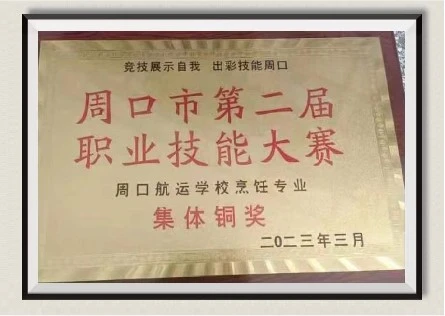 竞技展示自我 出彩技能周口
周口市第二届
职业技能大赛
周口航运学校烹饪专业
集体铜奖
二〇二三年三月